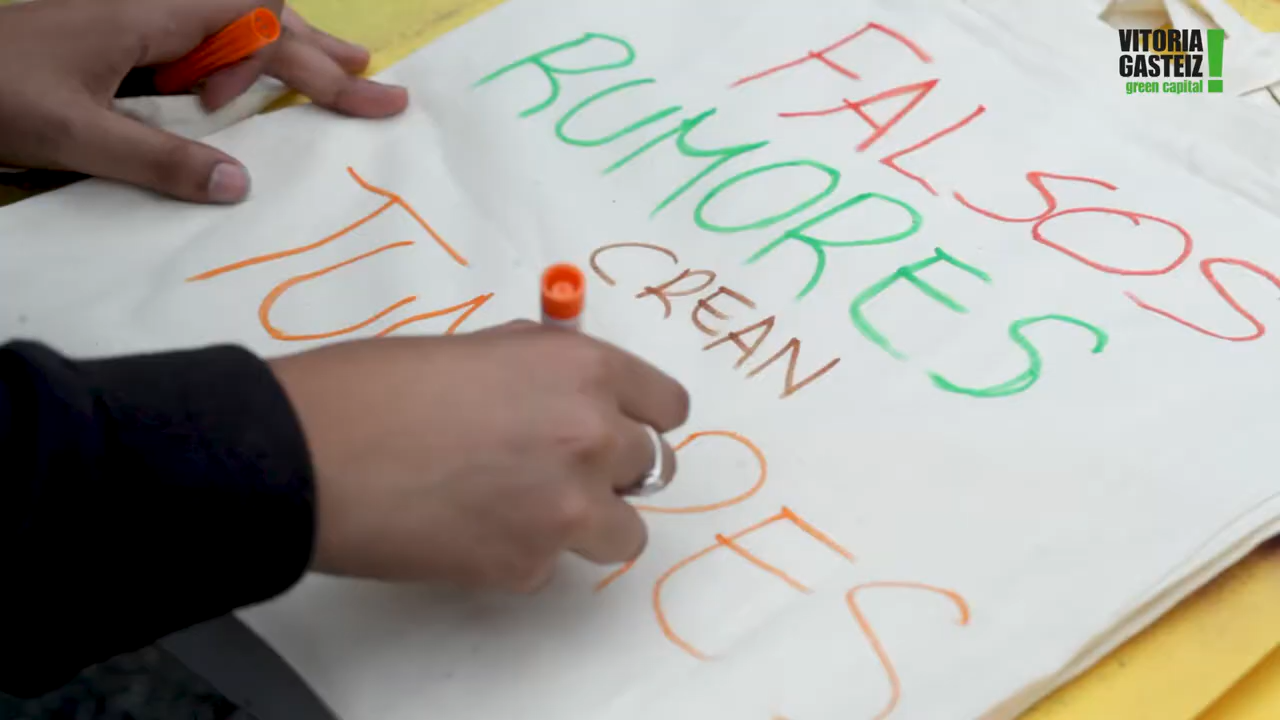 FALSOS
RUMORES
CREAN
VITORIA
GASTEIZ
green capital